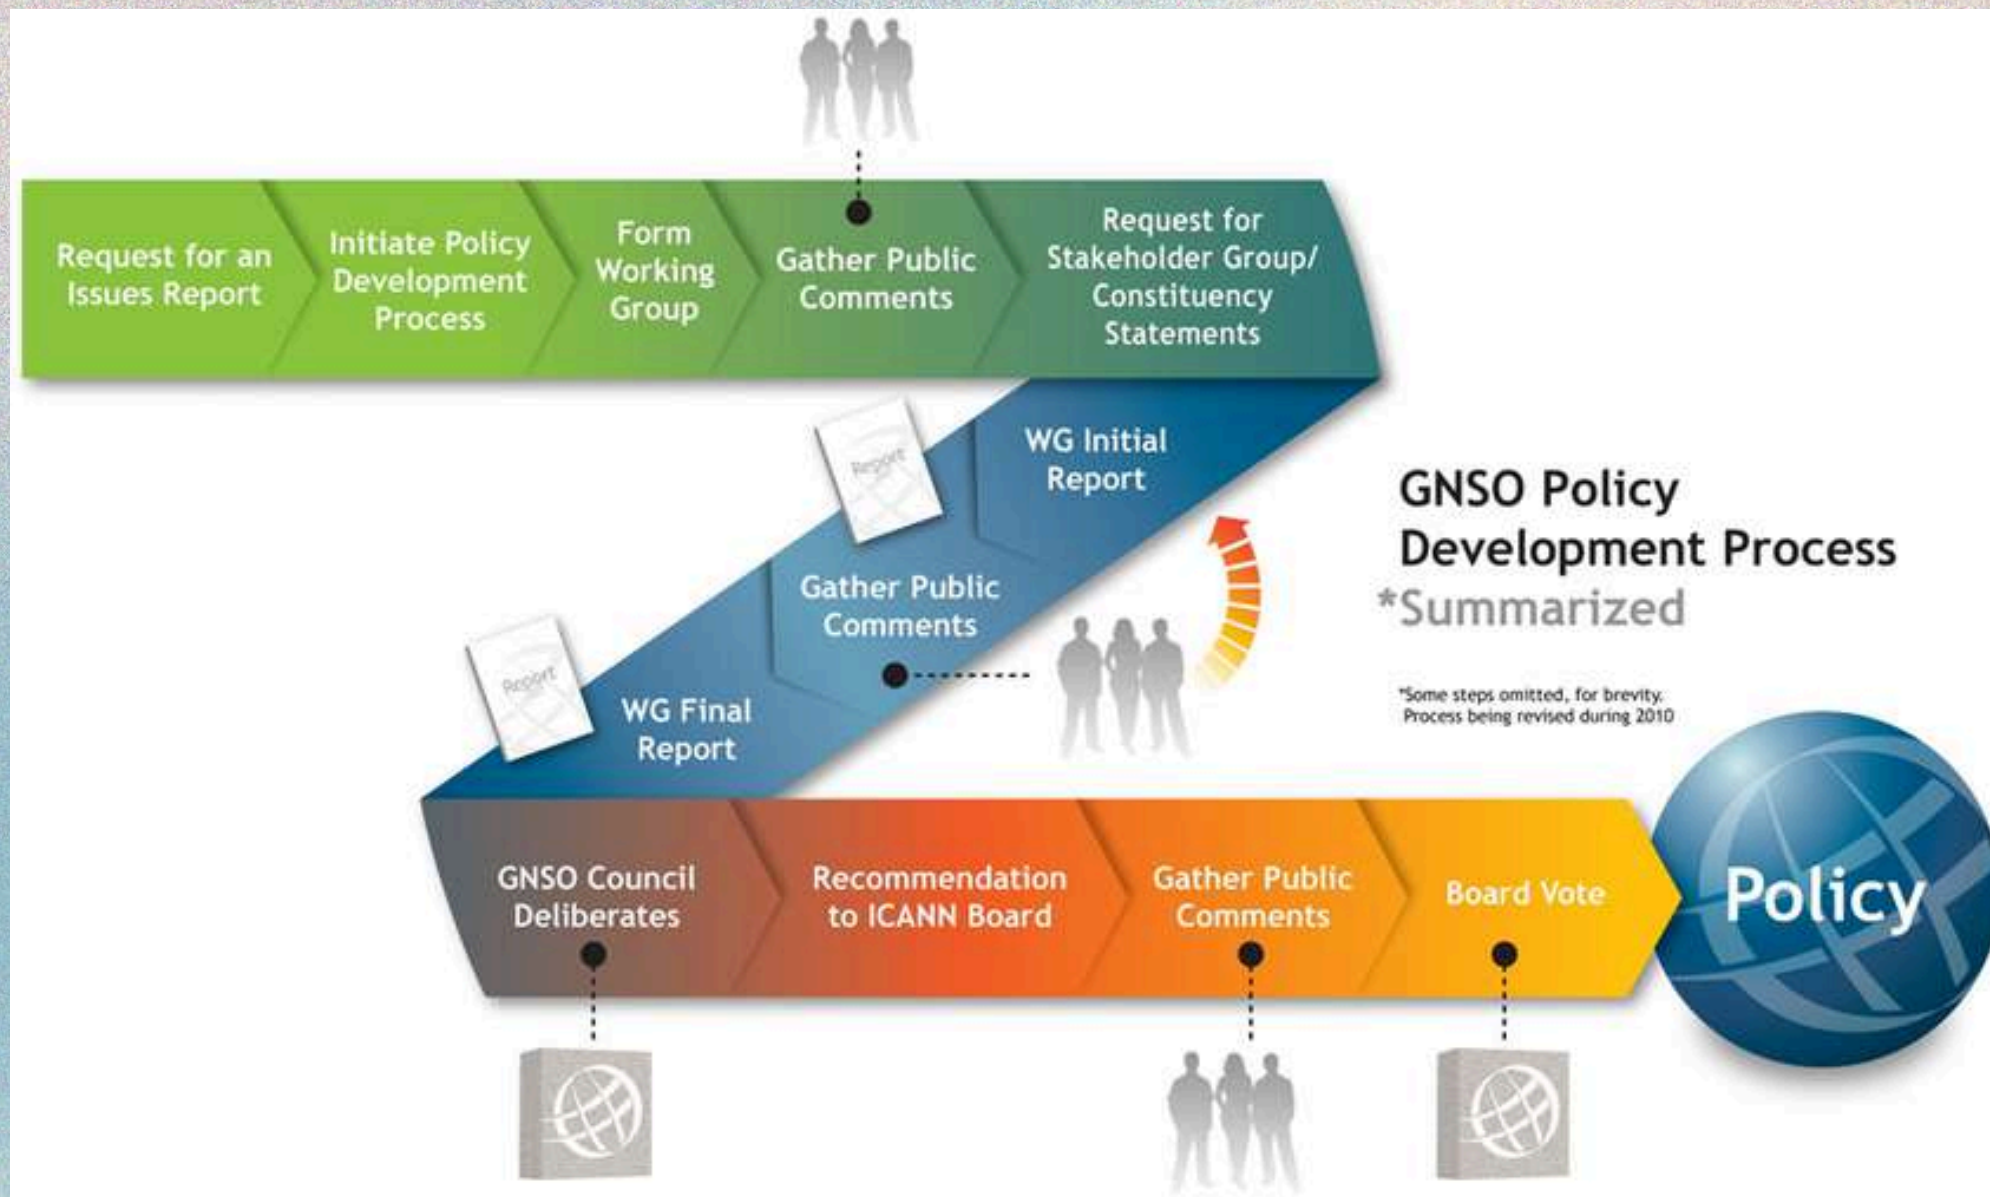 Request for an
Issues Report
Initiate Policy
Development
Process
Form
Working
Group
Gather Public
Comments
Request for
Stakeholder Group/
Constituency
Statements
WG Initial
Report
Report
Gather Public
Comments
Report
WG Final
Report
GNSO Policy
Development Process
*Summarized
*Some steps omitted, for brevity.
Process being revised during 2010
GNSO Council
Deliberates
Recommendation
to ICANN Board
Gather Public
Comments
Board Vote
Policy